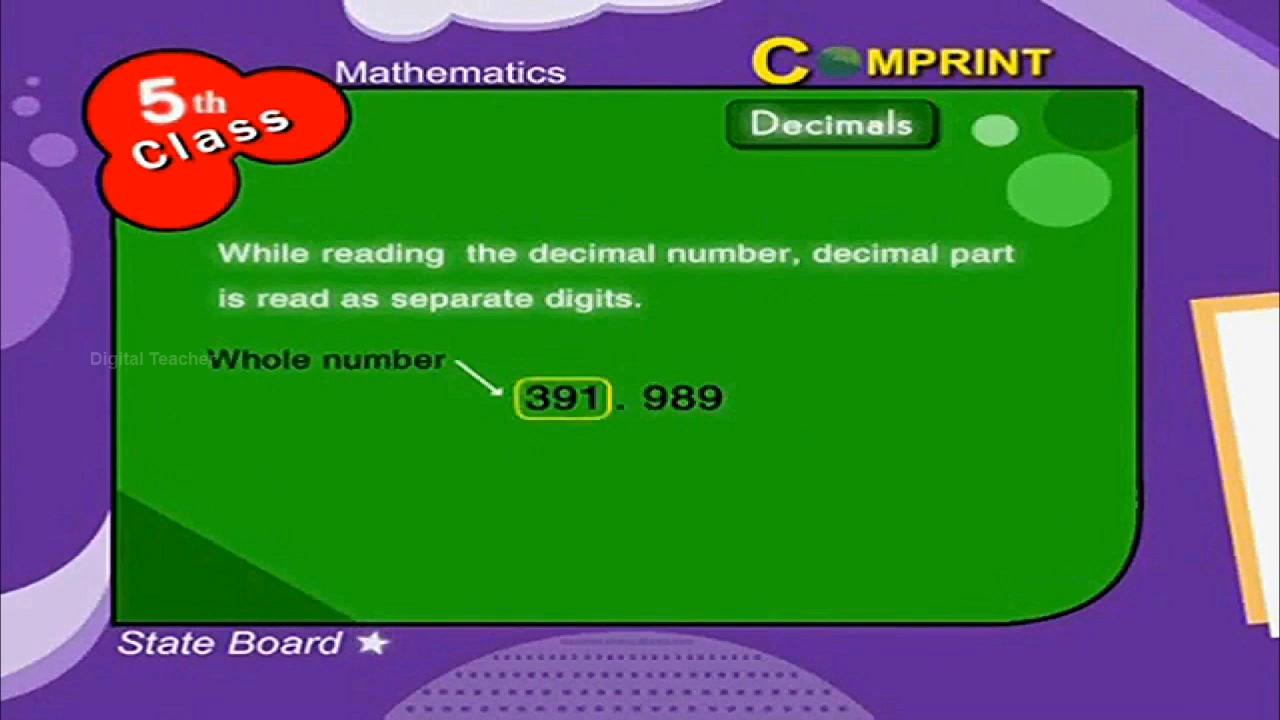 Mathematics
COMPRINT
5th
Class
Decimals
While reading the decimal number, decimal part
is read as separate digits.
Digital Teacher
Whole number
391 . 989
State Board